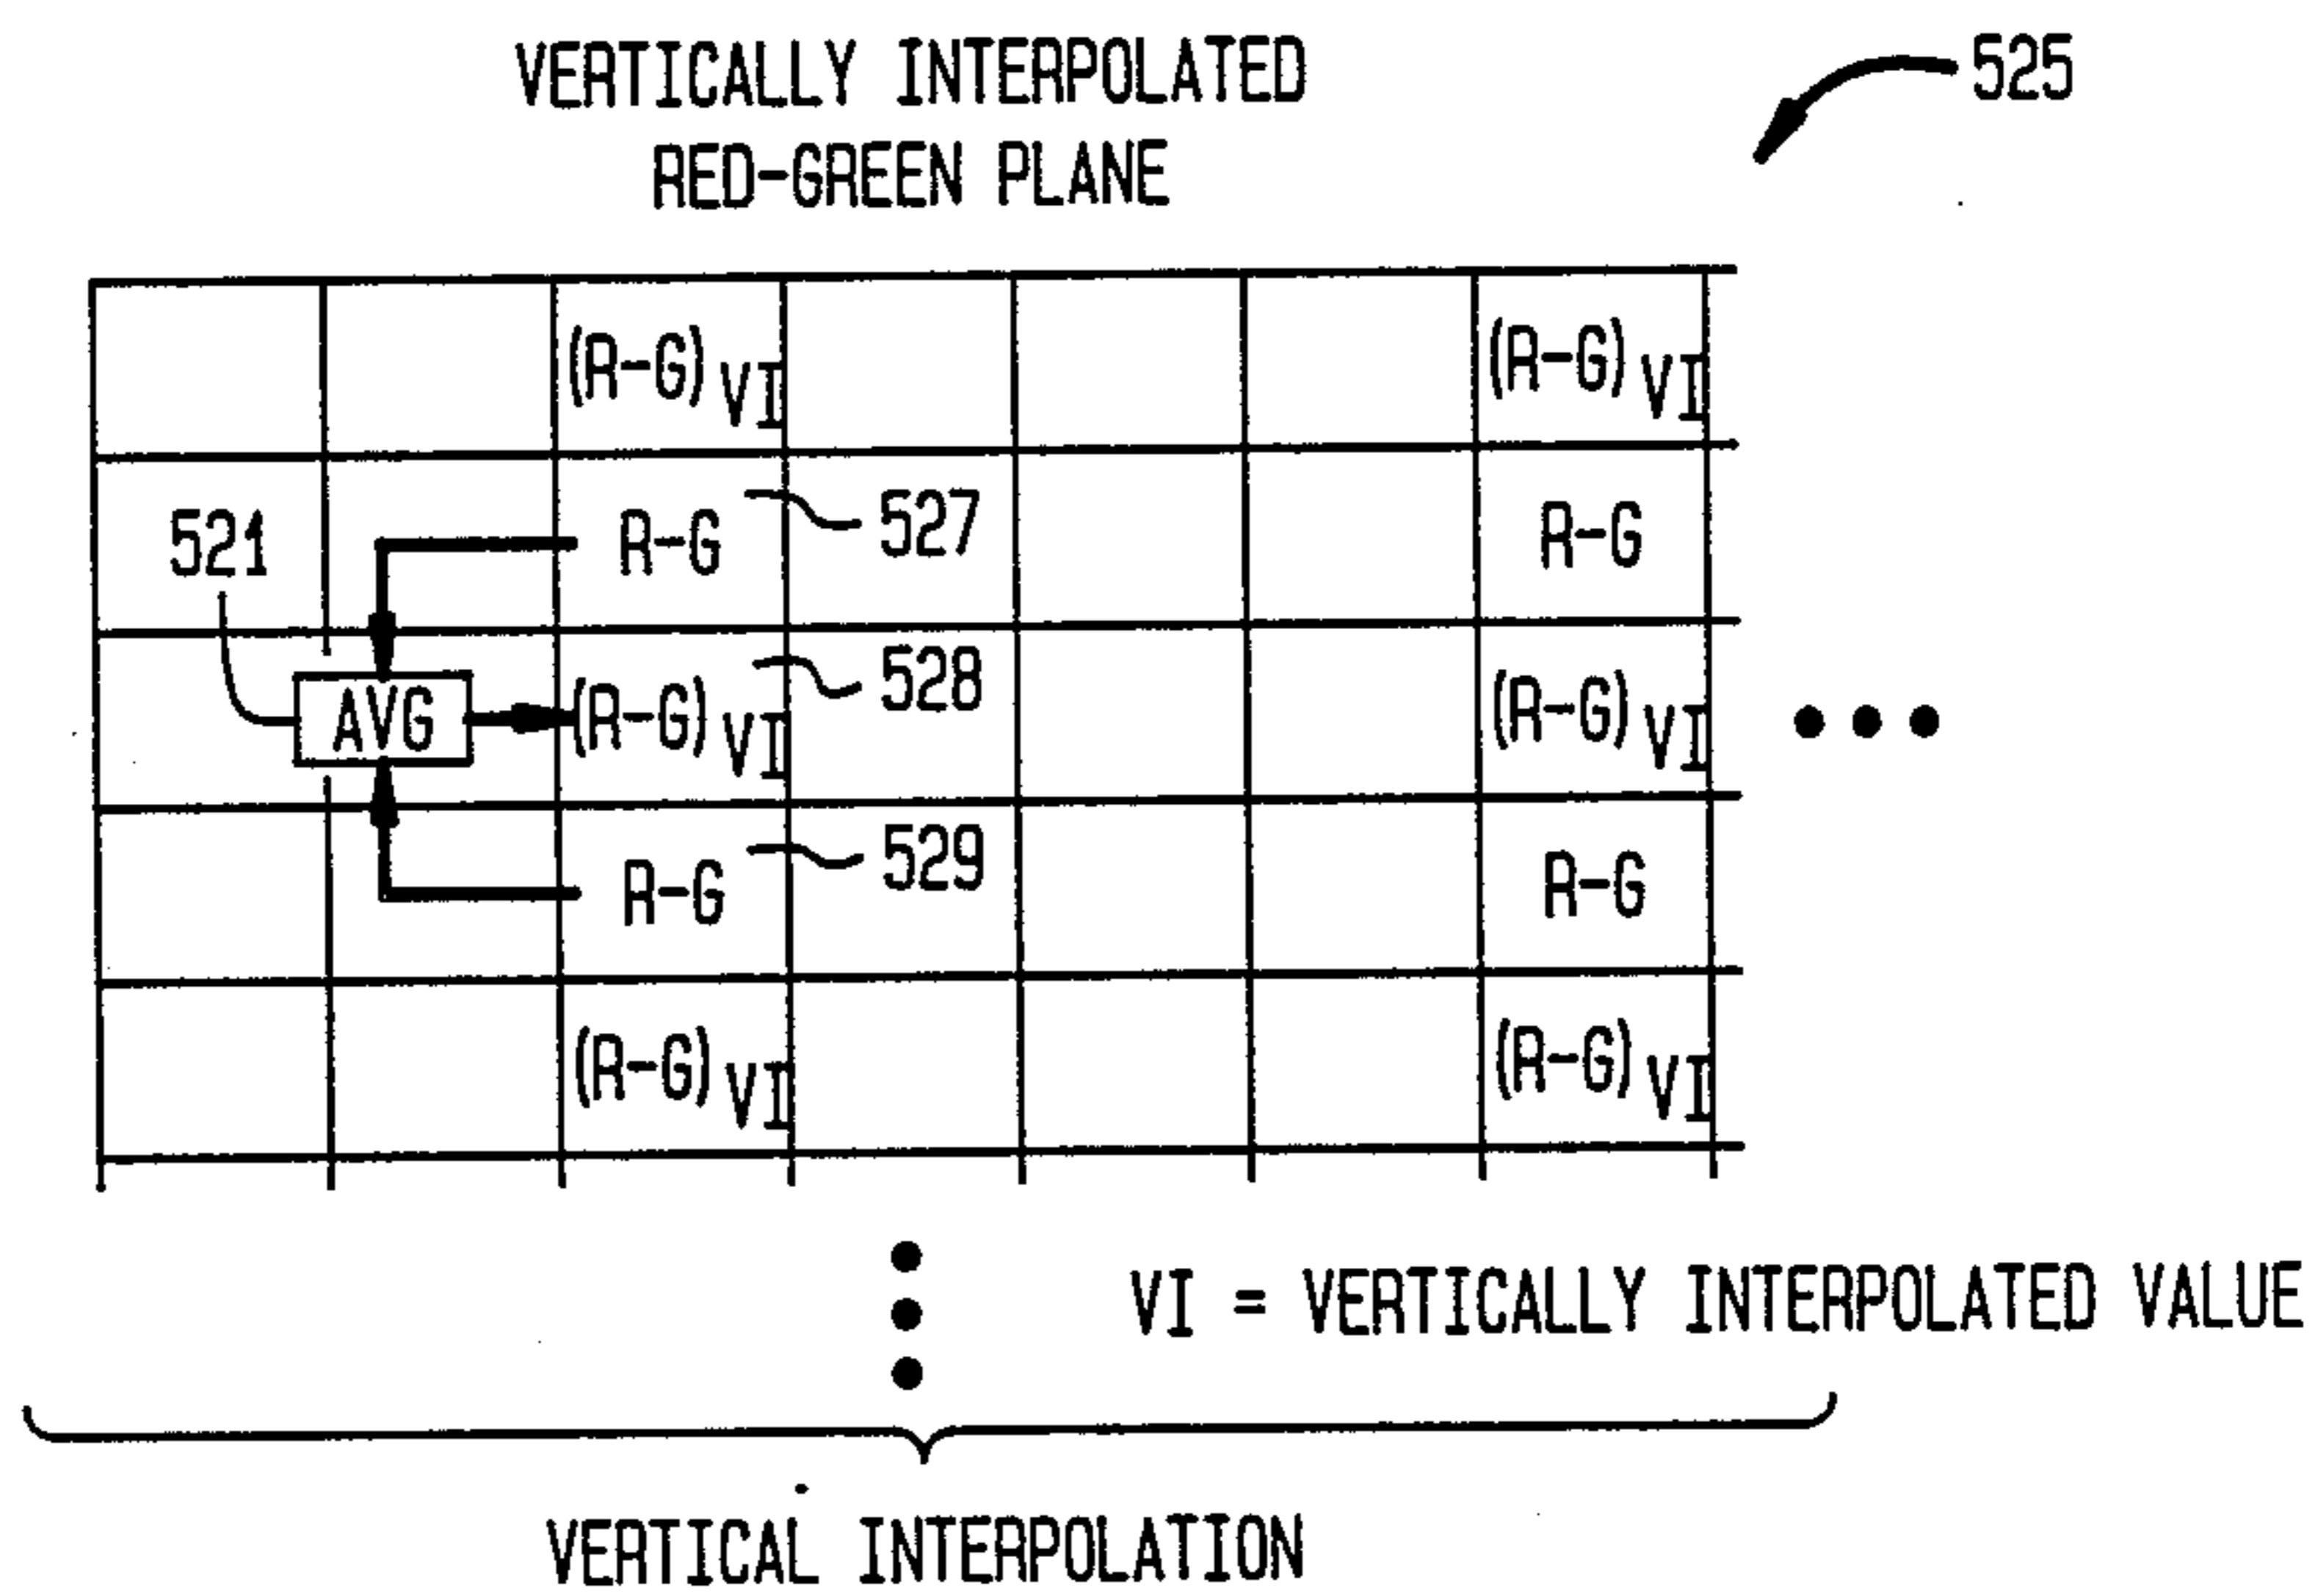 VERTICALLY INTERPOLATED
RED-GREEN PLANE
525
(R-G) VI
(R-G) VI
521
R-G
527
R-G
AVG
(R-G) VI
528
(R-G) VI
R-G
529
R-G
(R-G) VI
(R-G) VI
VI = VERTICALLY INTERPOLATED VALUE
VERTICAL INTERPOLATION